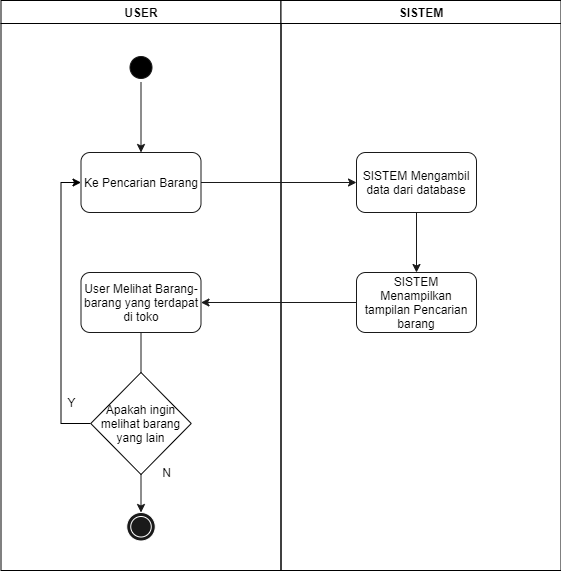 USER
SISTEM
Ke Pencarian Barang
SISTEM Mengambil
data dari database
User Melihat Barang-
barang yang terdapat
di toko
SISTEM
Menampilkan
tampilan Pencarian
barang
Y
Apakah ingin
melihat barang
yang lain
N